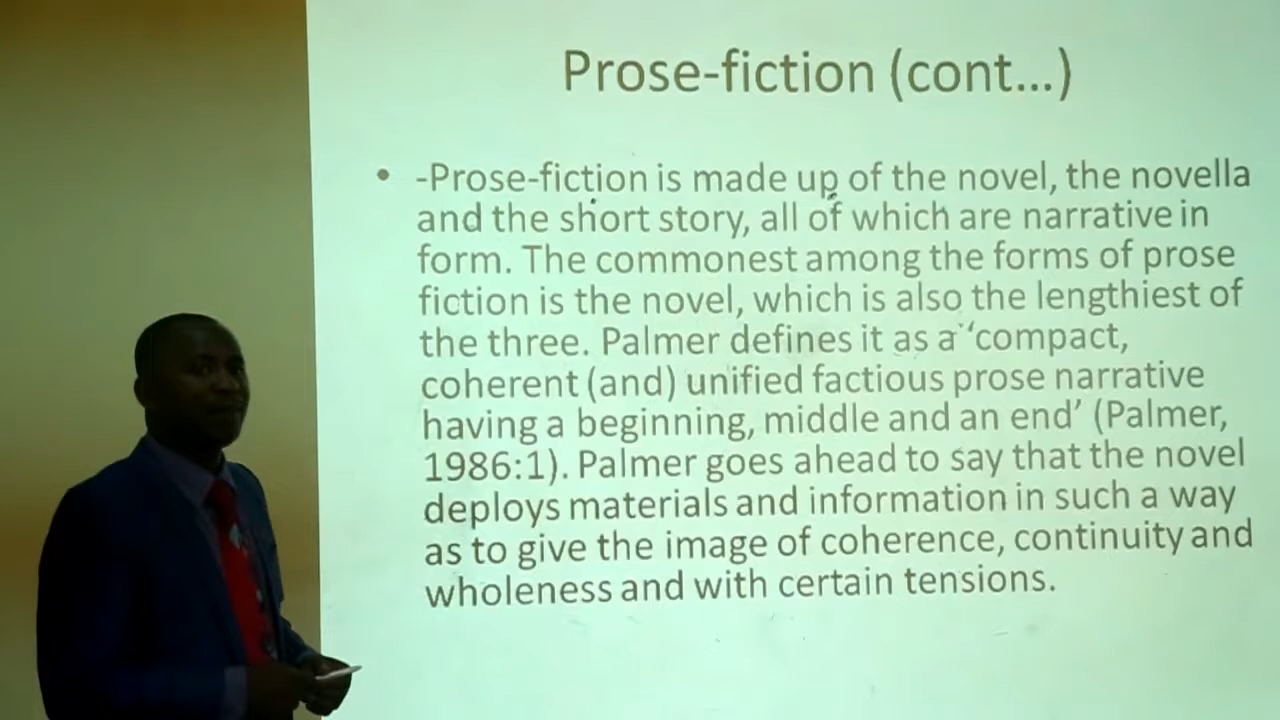 Prose-fiction (cont...)
• -Prose-fiction is made up of the novel, the novella
and the short story, all of which are narrative in
form. The commonest among the forms of prose
fiction is the novel, which is also the lengthiest of
the three. Palmer defines it as a ‘compact,
coherent (and) unified factious prose narrative
having a beginning, middle and an end’ (Palmer,
1986:1). Palmer goes ahead to say that the novel
deploys materials and information in such a way
as to give the image of coherence, continuity and
wholeness and with certain tensions.